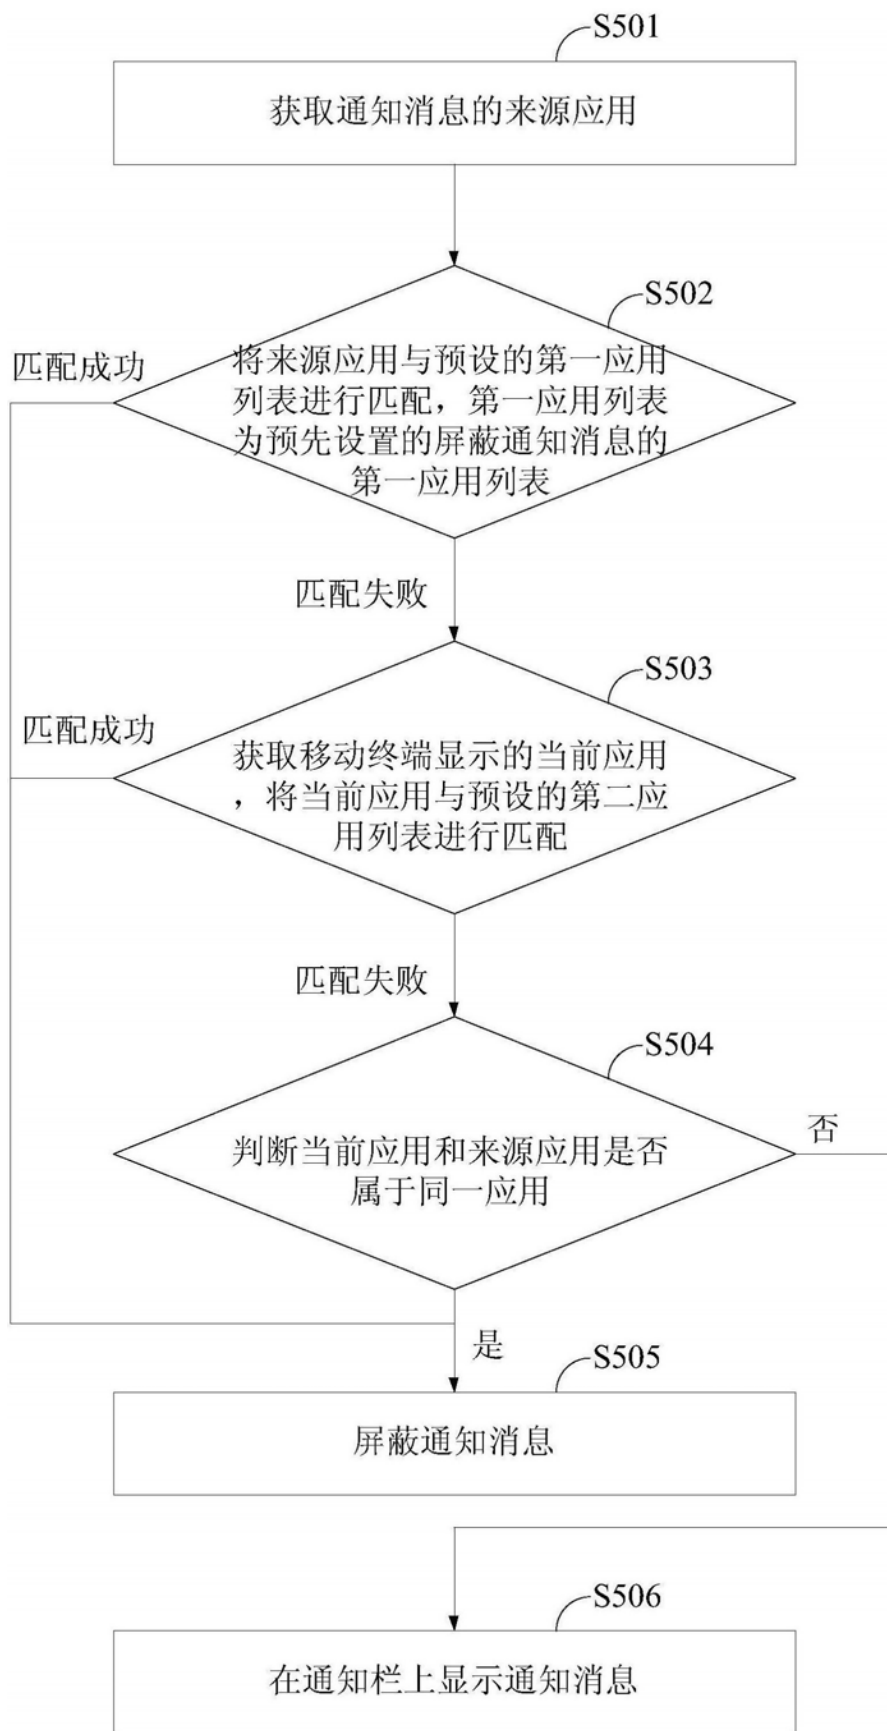 S501
获取通知消息的来源应用
S502
匹配成功
将来源应用与预设的第一应用
列表进行匹配，第一应用列表
为预先设置的屏蔽通知消息的
第一应用列表
匹配失败
S503
匹配成功
获取移动终端显示的当前应用
，将当前应用与预设的第二应
用列表进行匹配
匹配失败
S504
否
判断当前应用和来源应用是否
属于同一应用
是
S505
屏蔽通知消息
S506
在通知栏上显示通知消息